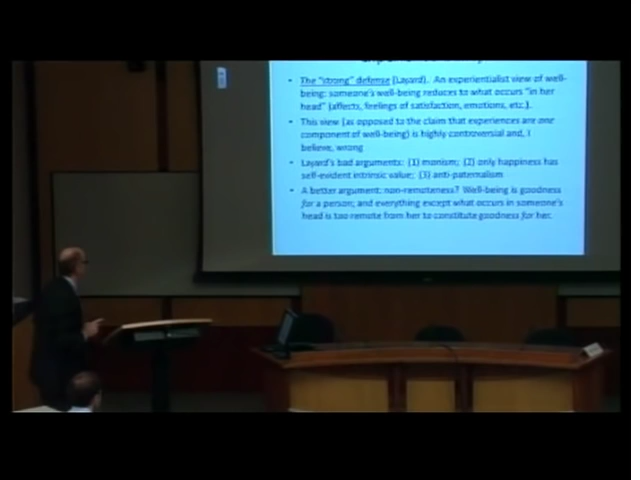 • The "strong" defense (Layard). An experientialist view of well-
being: someone's well-being reduces to what occurs "in her
head" (affects, feelings of satisfaction, emotions, etc.).
• This view (as opposed to the claim that experiences are one
component of well-being) is highly controversial and, I
believe, wrong
• Layard's bad arguments: (1) monism; (2) only happiness has
self-evident intrinsic value; (3) anti-paternalism
• A better argument: non-remoteness? Well-being is goodness
for a person; and everything except what occurs in someone's
head is too remote from her to constitute goodness for her.